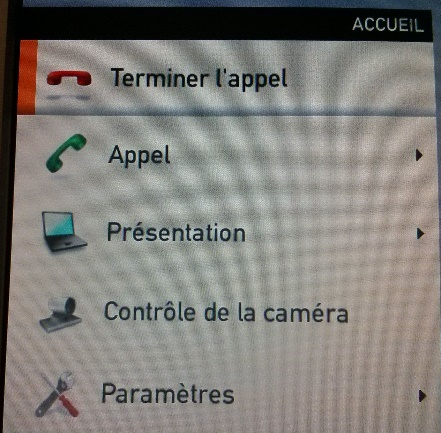 ACCUEIL
Terminer l'appel
Appel
Présentation
Contrôle de la caméra
Paramètres